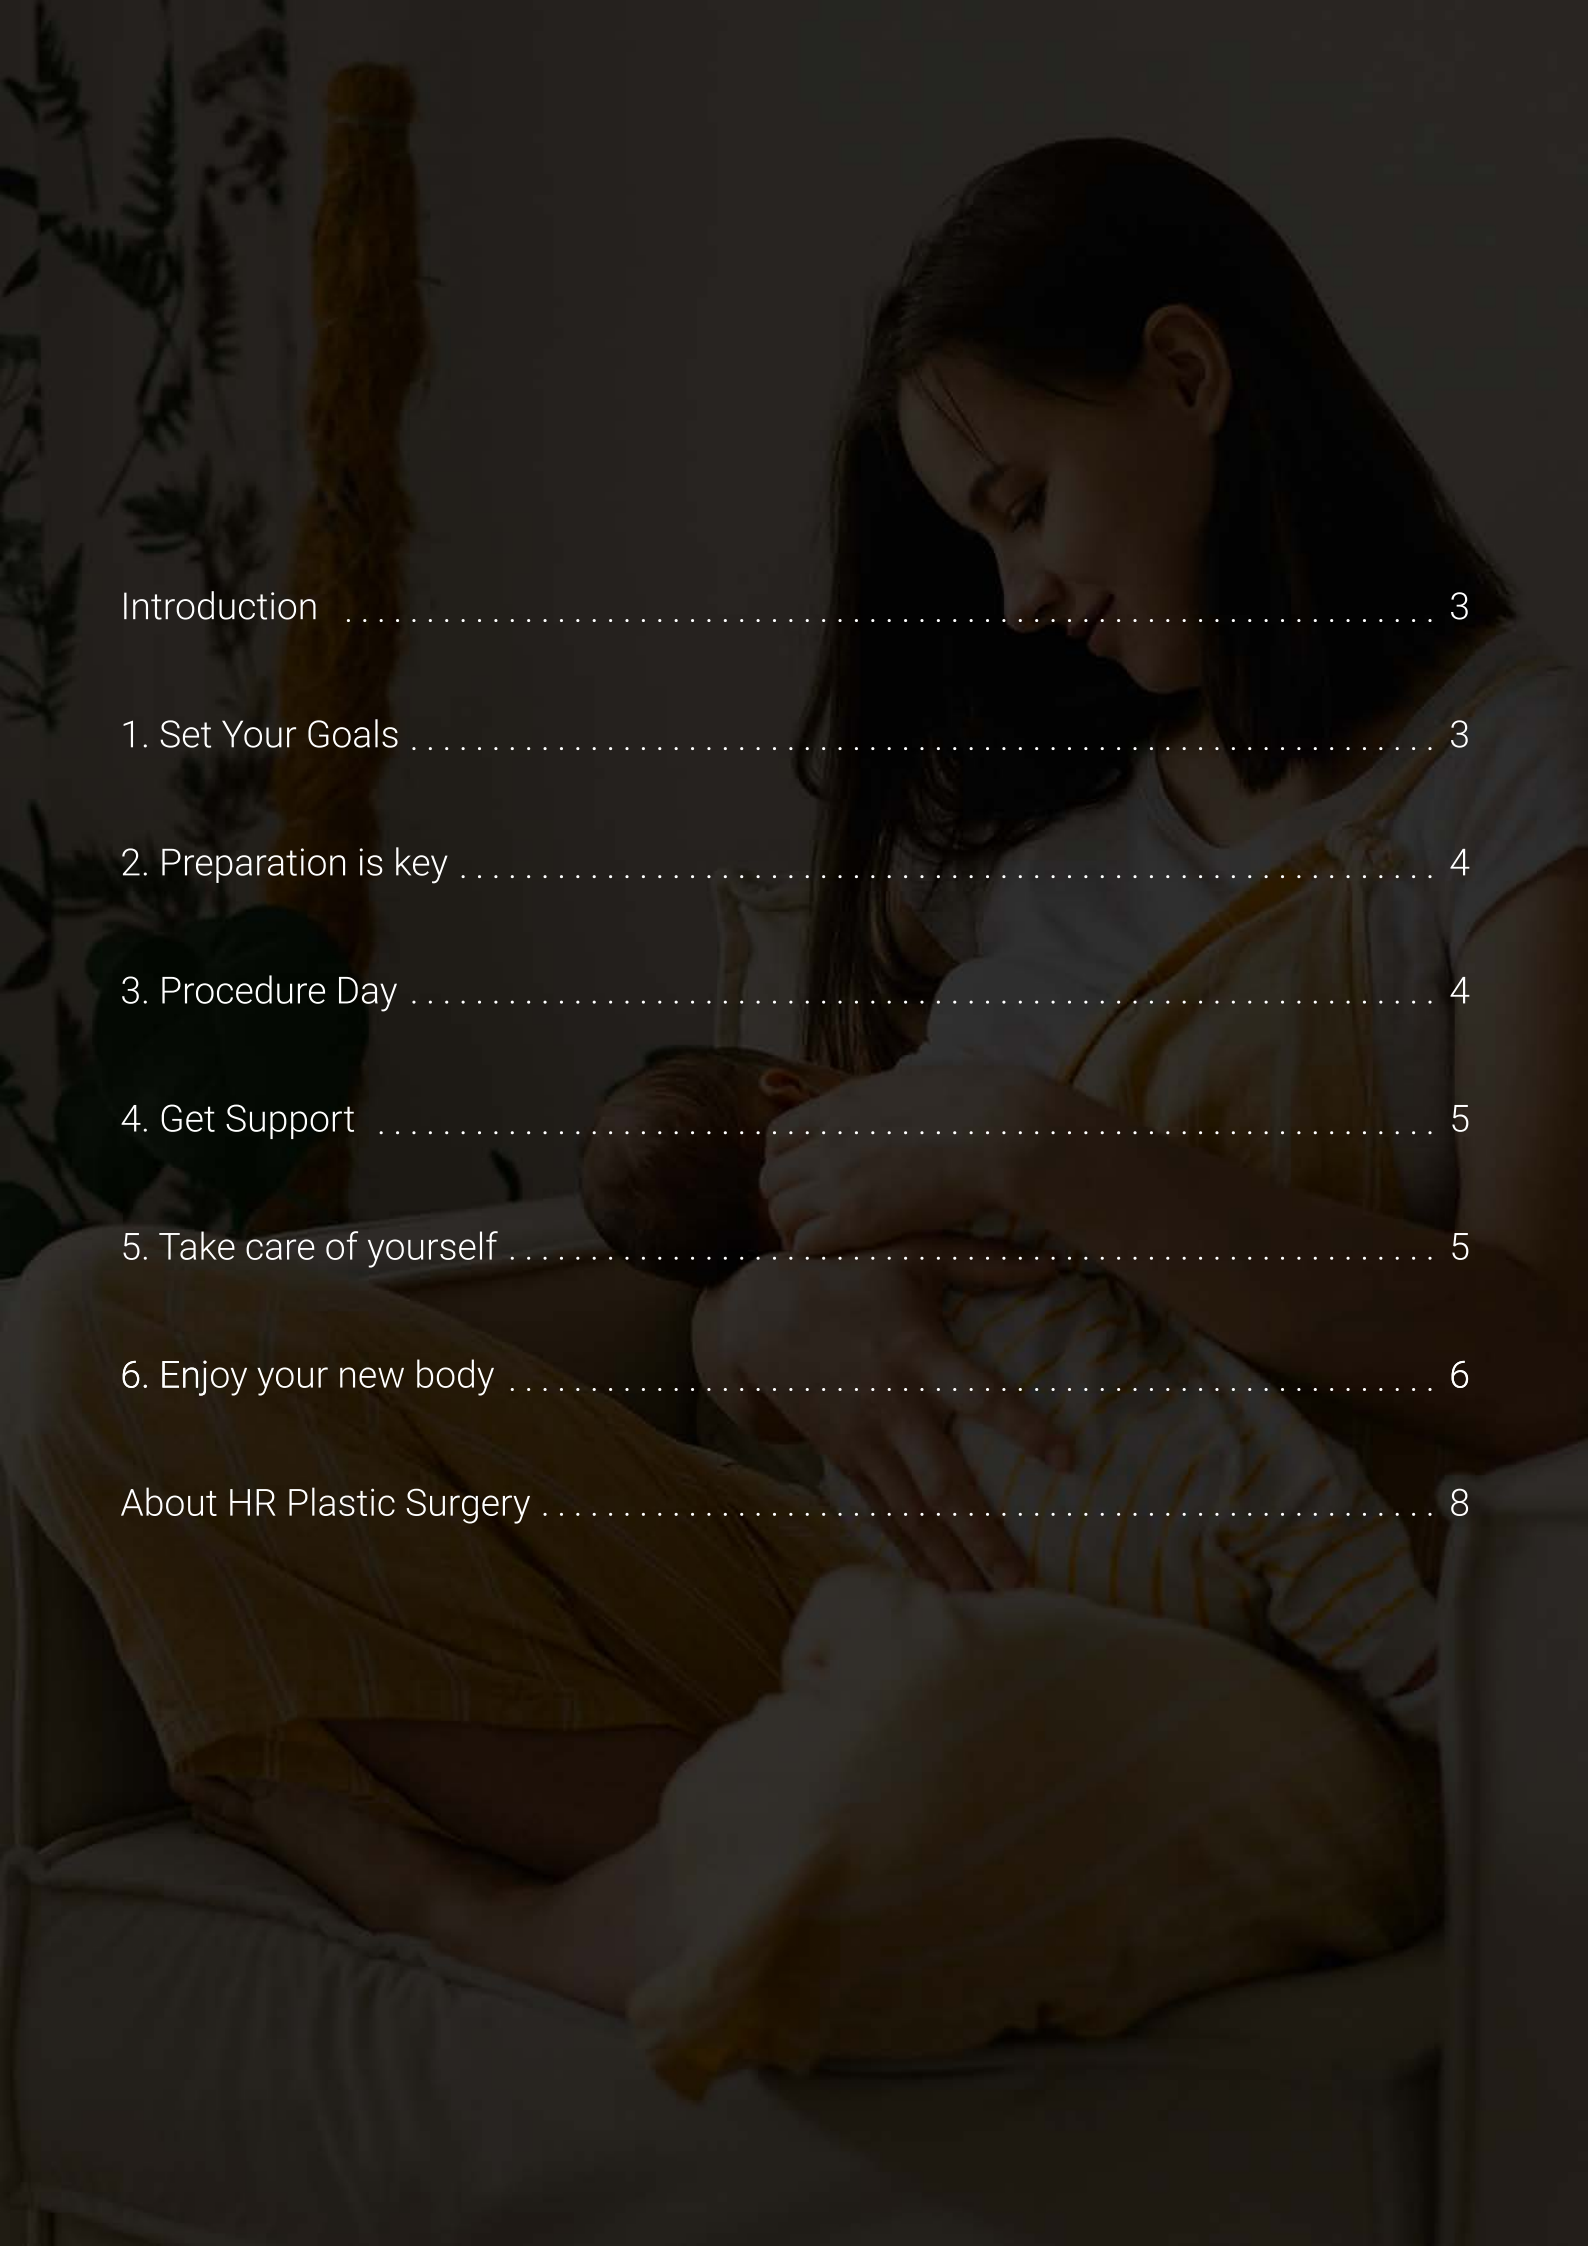 Introduction ........................................ 3
1. Set Your Goals ........................................ 3
2. Preparation is key ........................................ 4
3. Procedure Day ........................................ 4
4. Get Support ........................................ 5
5. Take care of yourself ........................................ 5
6. Enjoy your new body ........................................ 6
About HR Plastic Surgery ........................................ 8